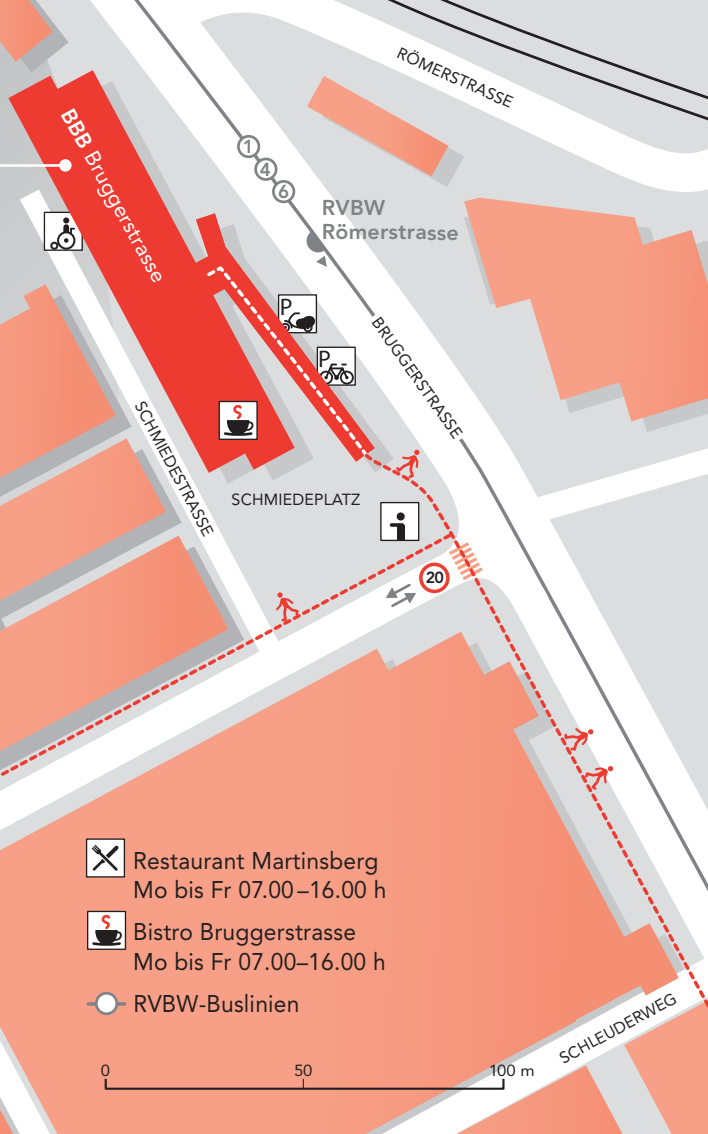 RÖMERSTRASSE
BBB Bruggerstrasse
1
4
6
RVBW
Römerstrasse
P
P
BRUGGERSTRASSE
SCHMIEDESTRASSE
SCHMIEDEPLATZ
20
Restaurant Martinsberg
Mo bis Fr 07.00–16.00 h
Bistro Bruggerstrasse
Mo bis Fr 07.00–16.00 h
RVBW-Buslinien
SCHLEUDERWEG
0 50 100 m